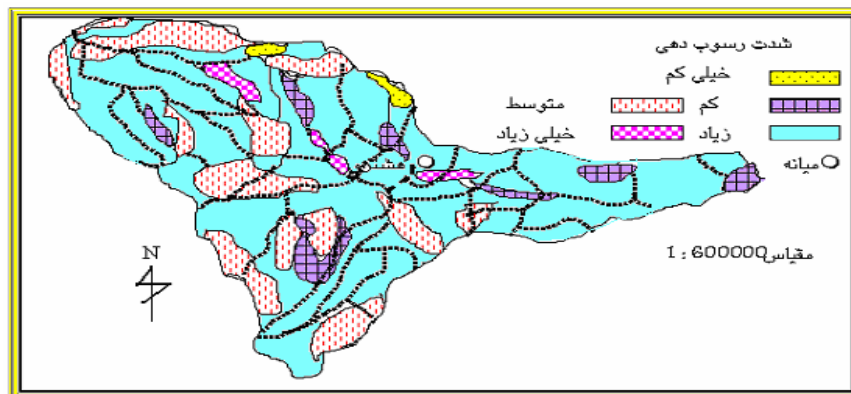 شدت رسوب دهی
خیلی کم
کم متوسط
زیاد خیلی زیاد
میانه
مقیاس 1:600000
N